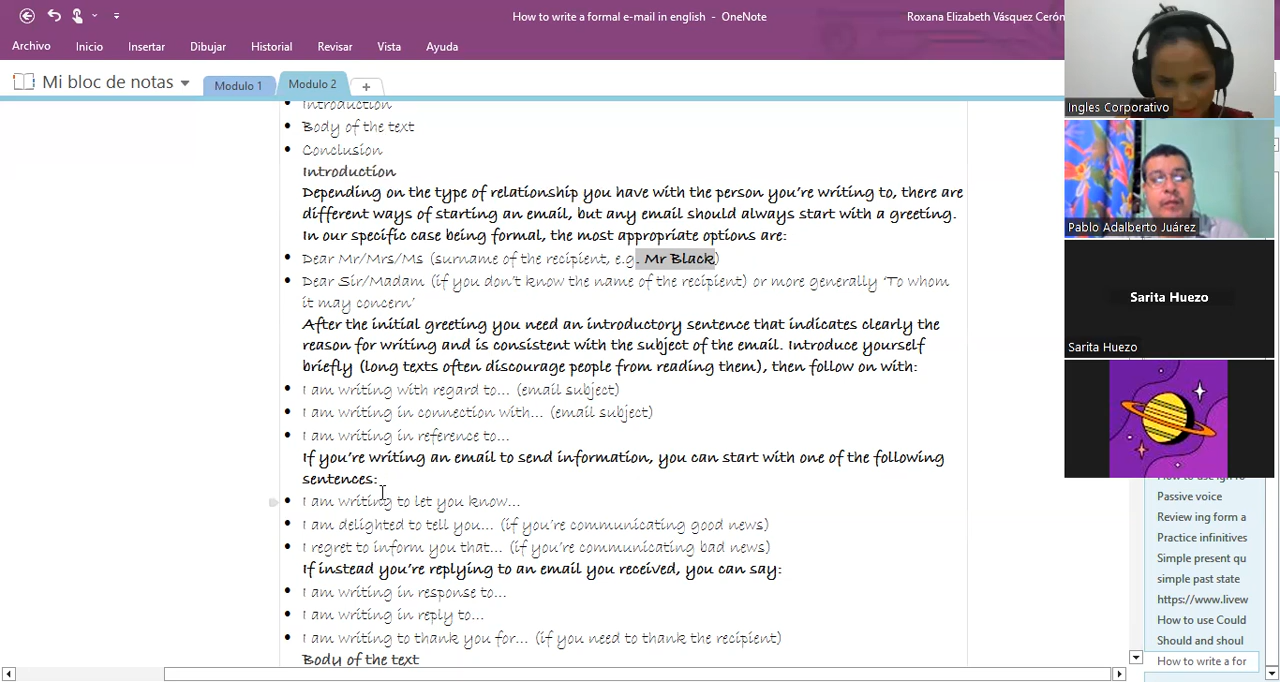 How to write a formal e-mail in english - OneNote
Roxana Elizabeth Vásquez Cerón
Archivo Inicio Insertar Dibujar Historial Revisar Vista Ayuda
Mi bloc de notas Modulo 1 Modulo 2 +
Introduction
Body of the text
Conclusion
Introduction
Depending on the type of relationship you have with the person you're writing to, there are
different ways of starting an email, but any email should always start with a greeting.
In our specific case being formal, the most appropriate options are:
Dear Mr/Mrs/Ms (surname of the recipient, e.g. Mr Black)
Dear Sir/Madam (if you don't know the name of the recipient) or more generally 'To whom
it may concern'
After the initial greeting you need an introductory sentence that indicates clearly the
reason for writing and is consistent with the subject of the email. Introduce yourself
briefly (long texts often discourage people from reading them), then follow on with:
I am writing with regard to... (email subject)
I am writing in connection with... (email subject)
I am writing in reference to...
If you're writing an email to send information, you can start with one of the following
sentences:
I am writing to let you know...
I am delighted to tell you... (if you're communicating good news)
I regret to inform you that... (if you're communicating bad news)
If instead you're replying to an email you received, you can say:
I am writing in response to...
I am writing in reply to...
I am writing to thank you for... (if you need to thank the recipient)
Body of the text
Ingles Corporativo
Pablo Adalberto Juárez
Sarita Huezo
Sarita Huezo
Passive voice
Review ing form a
Practice infinitives
Simple present qu
simple past state
https://www.livew
How to use Could
Should and shoul
How to write a for